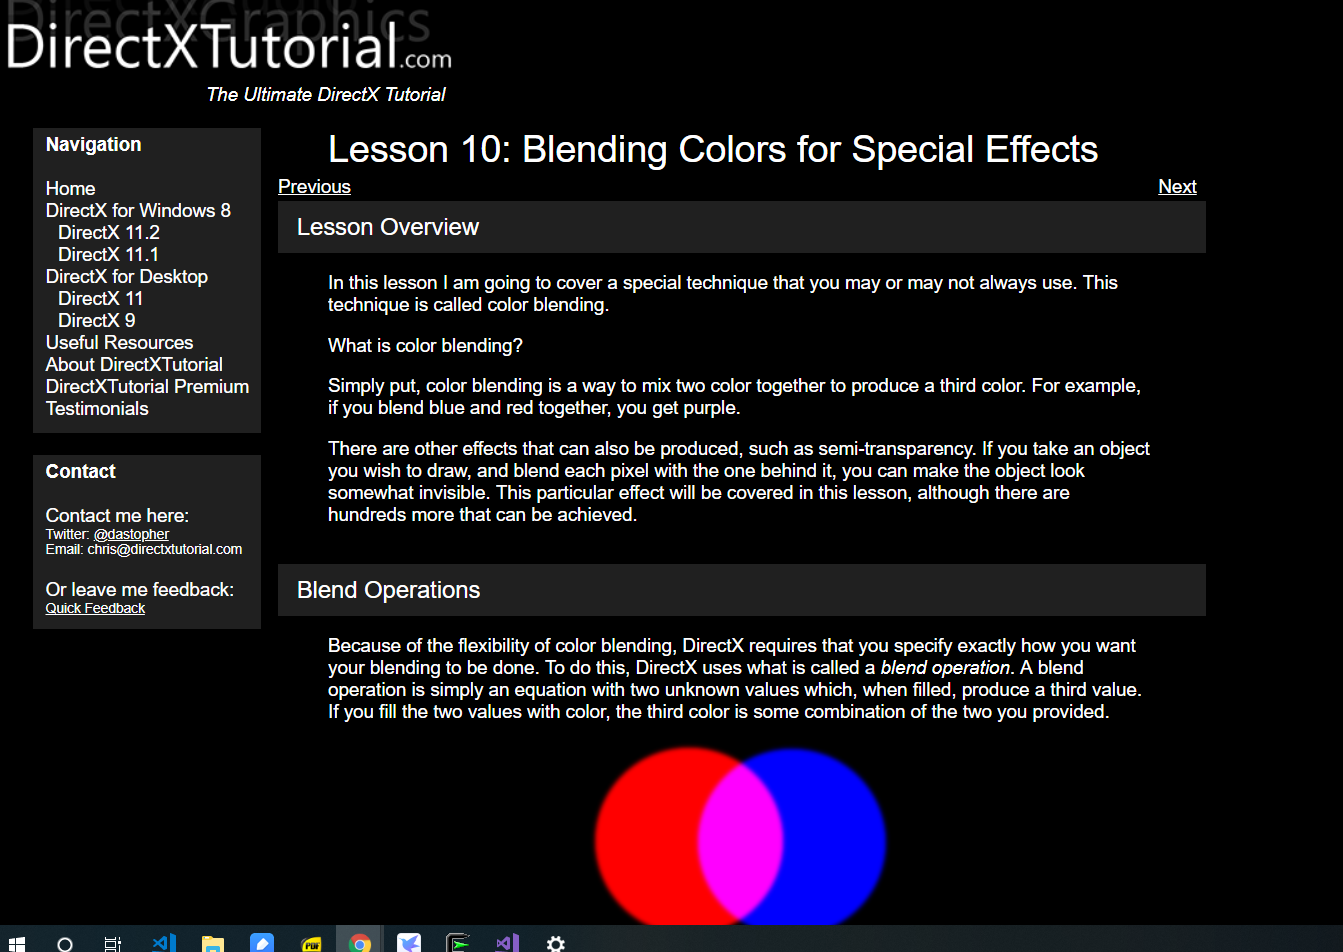 DirectXGraphics
DirectXTutorial.com
The Ultimate DirectX Tutorial
Navigation
Home
DirectX for Windows 8
DirectX 11.2
DirectX 11.1
DirectX for Desktop
DirectX 11
DirectX 9
Useful Resources
About DirectXTutorial
DirectXTutorial Premium
Testimonials
Contact
Contact me here:
Twitter: @dastopher
Email: chris@directxtutorial.com
Or leave me feedback:
Quick Feedback
Lesson 10: Blending Colors for Special Effects
Previous Next
Lesson Overview
In this lesson I am going to cover a special technique that you may or may not always use. This
technique is called color blending.
What is color blending?
Simply put, color blending is a way to mix two color together to produce a third color. For example,
if you blend blue and red together, you get purple.
There are other effects that can also be produced, such as semi-transparency. If you take an object
you wish to draw, and blend each pixel with the one behind it, you can make the object look
somewhat invisible. This particular effect will be covered in this lesson, although there are
hundreds more that can be achieved.
Blend Operations
Because of the flexibility of color blending, DirectX requires that you specify exactly how you want
your blending to be done. To do this, DirectX uses what is called a blend operation. A blend
operation is simply an equation with two unknown values which, when filled, produce a third value.
If you fill the two values with color, the third color is some combination of the two you provided.
PDF